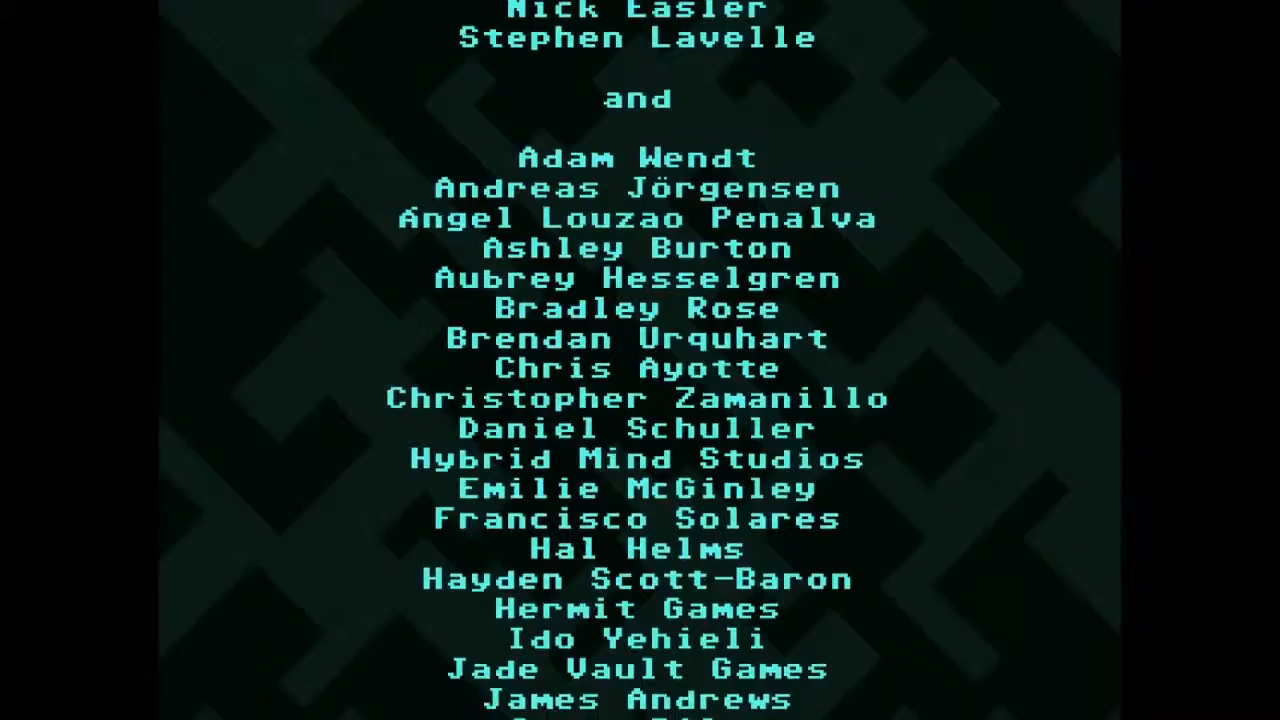 Nick Easler
Stephen Lavelle
and
Adam Wendt
Andreas Jörgensen
Ángel Louzao Penalva
Ashley Burton
Aubrey Hesselgren
Bradley Rose
Brendan Urquhart
Chris Ayotte
Christopher Zamanillo
Daniel Schuller
Hybrid Mind Studios
Emilie McGinley
Francisco Solares
Hal Helms
Hayden Scott-Baron
Hermit Games
Ido Yehieli
Jade Vault Games
James Andrews